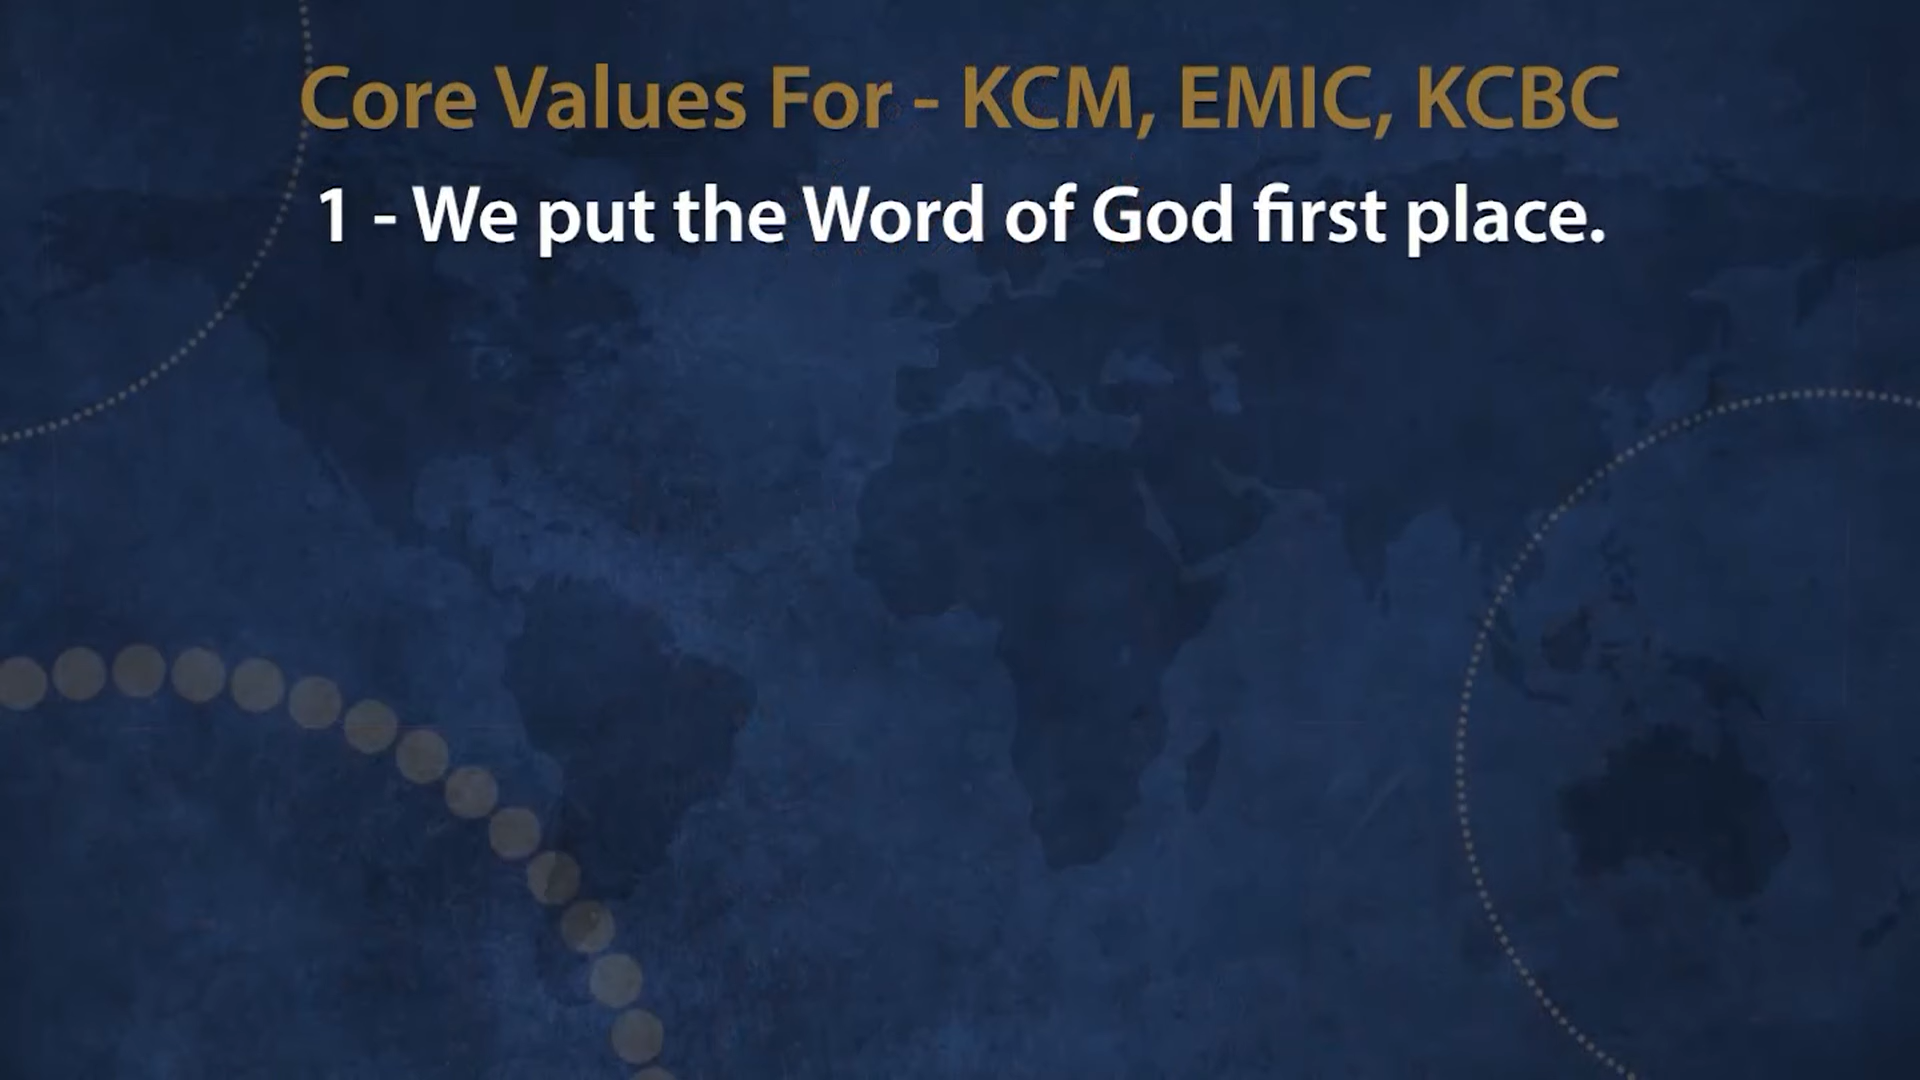 Core Values For - KCM, EMIC, KCBC
1 - We put the Word of God first place.